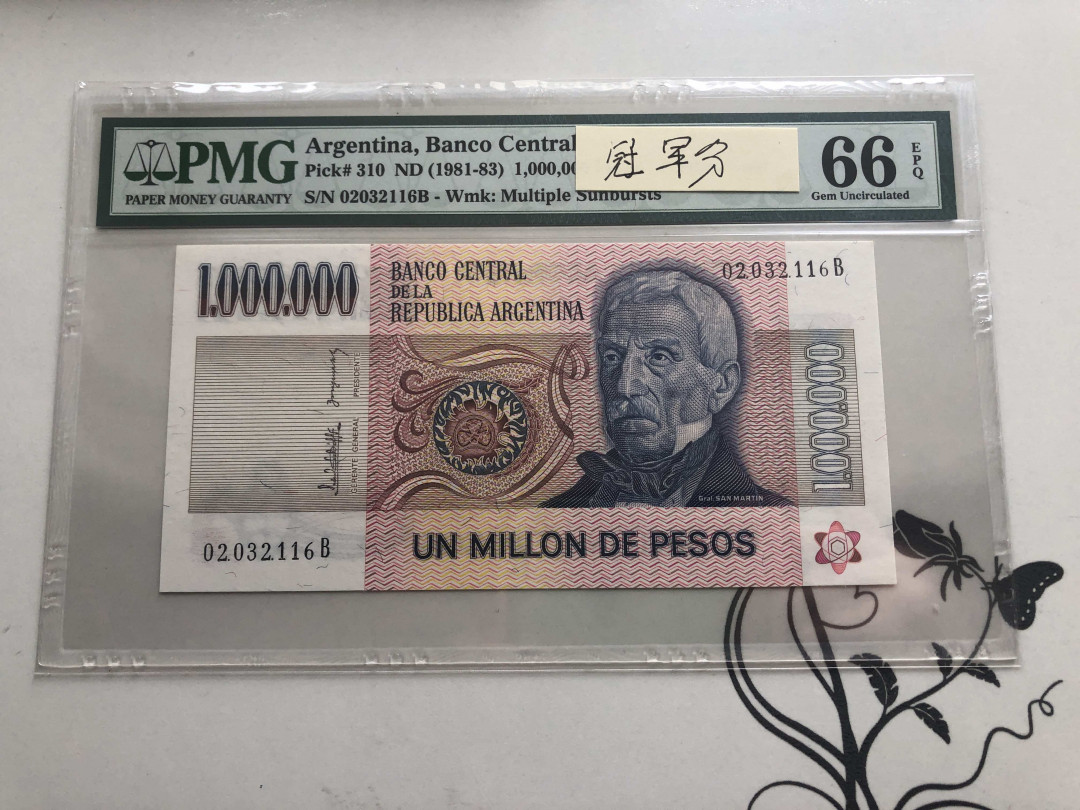 PMG
PAPER MONEY GUARANTY
Argentina, Banco Central
Pick# 310 ND (1981-83) 1,000,00
S/N 02032116B - Wmk: Multiple Sunbursts
冠军分
66 EPQ
Gem Uncirculated
1.000.000
BANCO CENTRAL
DE LA
REPUBLICA ARGENTINA
02.032.116 B
GERENTE GENERAL
PRESIDENTE
1.000.000
Gral. SAN MARTIN
02.032.116 B
UN MILLON DE PESOS